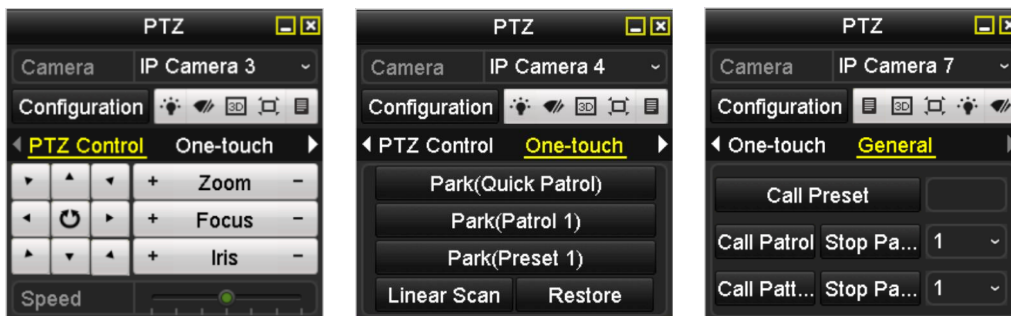 PTZ
Camera IP Camera 3
Configuration 3D
PTZ Control One-touch
+ Zoom -
+ Focus -
+ Iris -
Speed
PTZ
Camera IP Camera 4
Configuration 3D
PTZ Control One-touch
Park(Quick Patrol)
Park(Patrol 1)
Park(Preset 1)
Linear Scan Restore
PTZ
Camera IP Camera 7
Configuration 3D
One-touch General
Call Preset
Call Patrol Stop Pa... 1
Call Patt... Stop Pa... 1